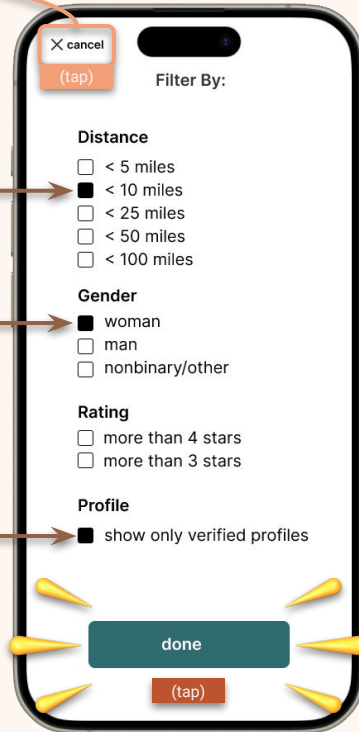 cancel
(tap)
Filter By:
Distance
< 5 miles
< 10 miles
< 25 miles
< 50 miles
< 100 miles
Gender
woman
man
nonbinary/other
Rating
more than 4 stars
more than 3 stars
Profile
show only verified profiles
done
(tap)